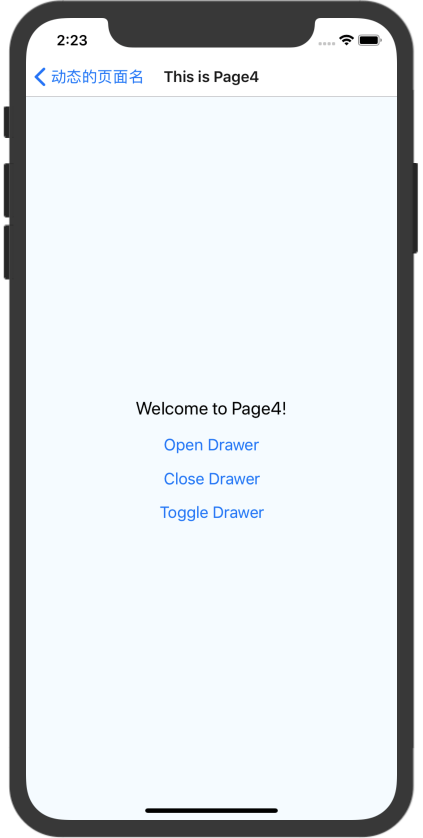 2:23
动态的页面名 This is Page4
Welcome to Page4!
Open Drawer
Close Drawer
Toggle Drawer